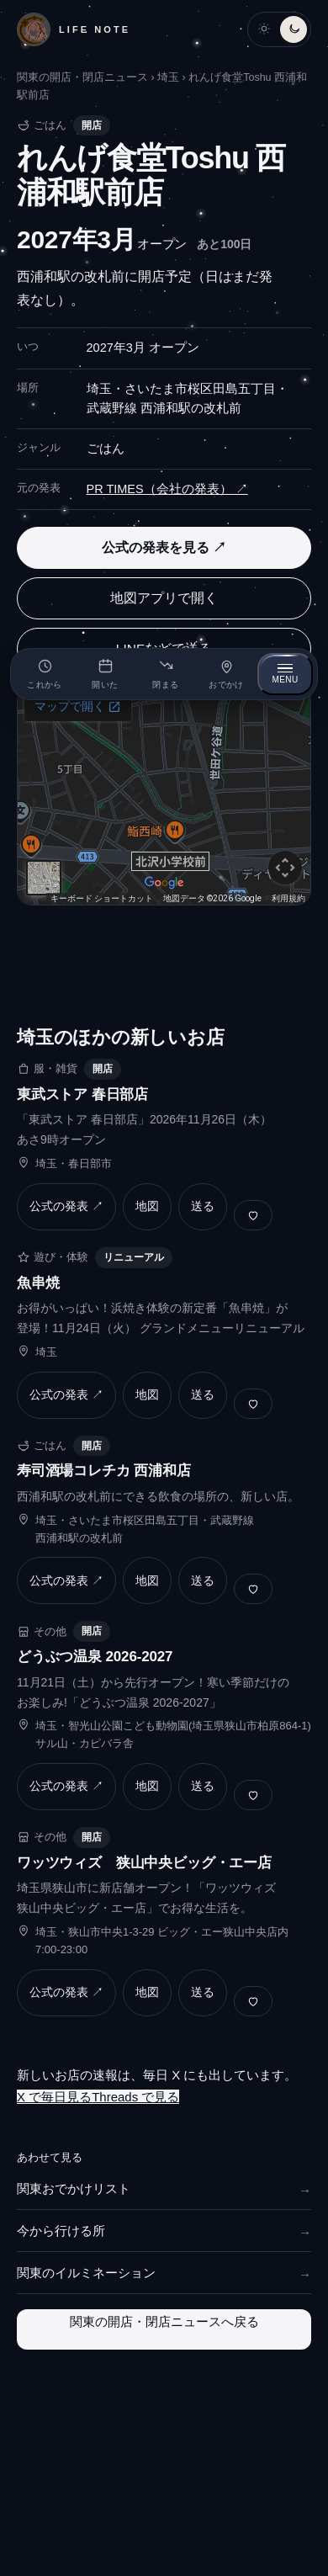 LIFE NOTE
関東の開店・閉店ニュース › 埼玉 › れんげ食堂Toshu 西浦和
駅前店
ごはん 開店
れんげ食堂Toshu 西
浦和駅前店
2027年3月 オープン あと100日
西浦和駅の改札前に開店予定（日はまだ発
表なし）。
いつ 2027年3月 オープン
場所 埼玉・さいたま市桜区田島五丁目・
武蔵野線 西浦和駅の改札前
ジャンル ごはん
元の発表 PR TIMES（会社の発表） ↗
公式の発表を見る ↗
地図アプリで開く
LINEなどで送る
これから 開いた 閉まる おでかけ MENU
マップで開く
5丁目
世田ケ谷街道
鮨西崎
413
北沢小学校前
Google
キーボード ショートカット 地図データ ©2026 Google 利用規約
埼玉のほかの新しいお店
服・雑貨 開店
東武ストア 春日部店
「東武ストア 春日部店」2026年11月26日（木）
あさ9時オープン
埼玉・春日部市
公式の発表 ↗ 地図 送る ♡
遊び・体験 リニューアル
魚串焼
お得がいっぱい！浜焼き体験の新定番「魚串焼」が
登場！11月24日（火） グランドメニューリニューアル
埼玉
公式の発表 ↗ 地図 送る ♡
ごはん 開店
寿司酒場コレチカ 西浦和店
西浦和駅の改札前にできる飲食の場所の、新しい店。
埼玉・さいたま市桜区田島五丁目・武蔵野線
西浦和駅の改札前
公式の発表 ↗ 地図 送る ♡
その他 開店
どうぶつ温泉 2026-2027
11月21日（土）から先行オープン！寒い季節だけの
お楽しみ!「どうぶつ温泉 2026-2027」
埼玉・智光山公園こども動物園(埼玉県狭山市柏原864-1)
サル山・カピバラ舎
公式の発表 ↗ 地図 送る ♡
その他 開店
ワッツウィズ　狭山中央ビッグ・エー店
埼玉県狭山市に新店舗オープン！「ワッツウィズ
狭山中央ビッグ・エー店」でお得な生活を。
埼玉・狭山市中央1-3-29 ビッグ・エー狭山中央店内
7:00-23:00
公式の発表 ↗ 地図 送る ♡
新しいお店の速報は、毎日 X にも出しています。
X で毎日見るThreads で見る
あわせて見る
関東おでかけリスト →
今から行ける所 →
関東のイルミネーション →
関東の開店・閉店ニュースへ戻る